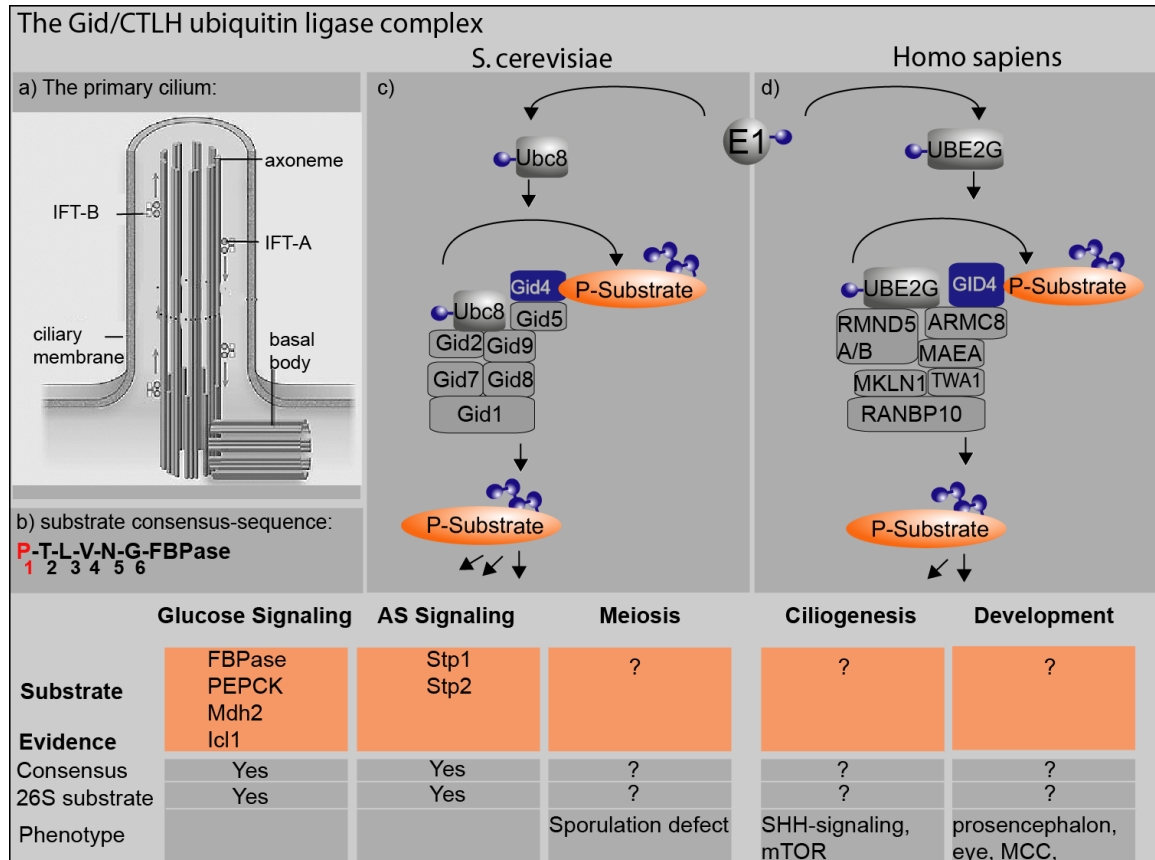 The Gid/CTLH ubiquitin ligase complex
S. cerevisiae
Homo sapiens
a) The primary cilium:
axoneme
IFT-B
IFT-A
ciliary
membrane
basal
body
b) substrate consensus-sequence:
P-T-L-V-N-G-FBPase
1 2 3 4 5 6
c)
E1
Ubc8
Gid4
P-Substrate
Ubc8
Gid5
Gid2
Gid9
Gid7
Gid8
Gid1
P-Substrate
d)
UBE2G
UBE2G
GID4
P-Substrate
RMND5
A/B
ARMC8
MAEA
MKLN1
TWA1
RANBP10
P-Substrate
Glucose Signaling AS Signaling Meiosis Ciliogenesis Development
Substrate
FBPase
PEPCK
Mdh2
Icl1
Stp1
Stp2
?
?
?
Evidence
Consensus Yes Yes ? ? ?
26S substrate Yes Yes ? ? ?
Phenotype
Sporulation defect
SHH-signaling,
mTOR
prosencephalon,
eye, MCC,